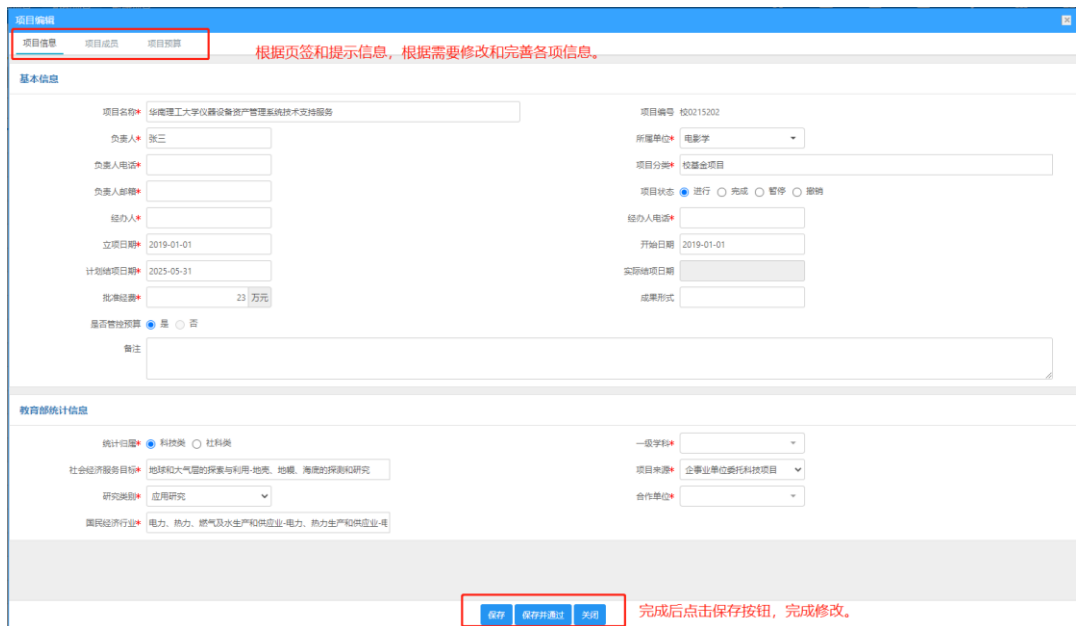 项目编辑
项目信息 项目成员 项目预算
根据页签和提示信息，根据需要修改和完善各项信息。
基本信息
项目名称* 华南理工大学仪器设备资产管理系统技术支持服务 项目编号 校0215202
负责人* 张三 所属单位* 电影学
负责人电话* 项目分类* 校基金项目
负责人邮箱* 项目状态 进行 完成 暂停 撤销
经办人* 经办人电话*
立项日期* 2019-01-01 开始日期 2019-01-01
计划结项日期* 2025-05-31 实际结项日期
批准经费* 23 万元 成果形式
是否管控预算 是 否
备注
教育部统计信息
统计归属* 科技类 社科类 一级学科*
社会经济服务目标* 地球和大气层的探索与利用-地壳、地幔、海底的探测和研究 项目来源* 企事业单位委托科技项目
研究类别* 应用研究 合作单位*
国民经济行业* 电力、热力、燃气及水生产和供应业-电力、热力生产和供应业-
保存 保存并通过 关闭
完成后点击保存按钮，完成修改。